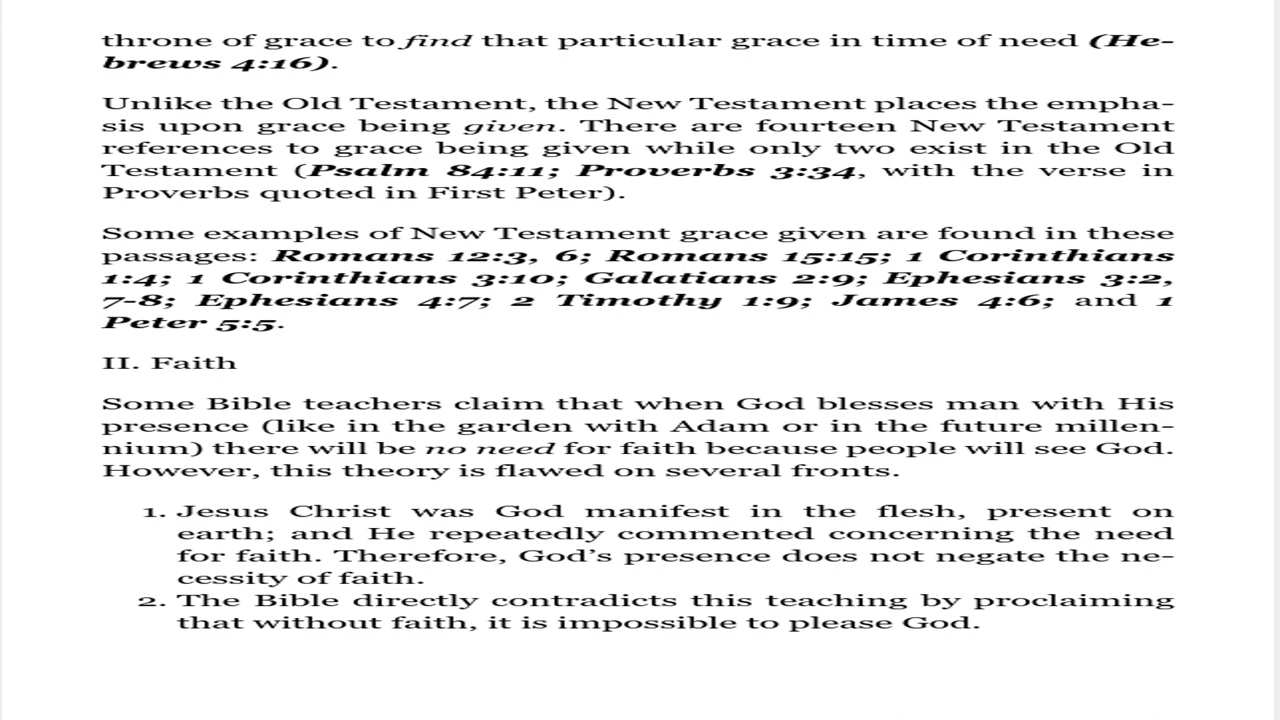 throne of grace to find that particular grace in time of need (He-
brews 4:16).
Unlike the Old Testament, the New Testament places the empha-
sis upon grace being given. There are fourteen New Testament
references to grace being given while only two exist in the Old
Testament (Psalm 84:11; Proverbs 3:34, with the verse in
Proverbs quoted in First Peter).
Some examples of New Testament grace given are found in these
passages: Romans 12:3, 6; Romans 15:15; 1 Corinthians
1:4; 1 Corinthians 3:10; Galatians 2:9; Ephesians 3:2,
7-8; Ephesians 4:7; 2 Timothy 1:9; James 4:6; and 1
Peter 5:5.
II. Faith
Some Bible teachers claim that when God blesses man with His
presence (like in the garden with Adam or in the future millen-
nium) there will be no need for faith because people will see God.
However, this theory is flawed on several fronts.
1. Jesus Christ was God manifest in the flesh, present on
earth; and He repeatedly commented concerning the need
for faith. Therefore, God's presence does not negate the ne-
cessity of faith.
2. The Bible directly contradicts this teaching by proclaiming
that without faith, it is impossible to please God.